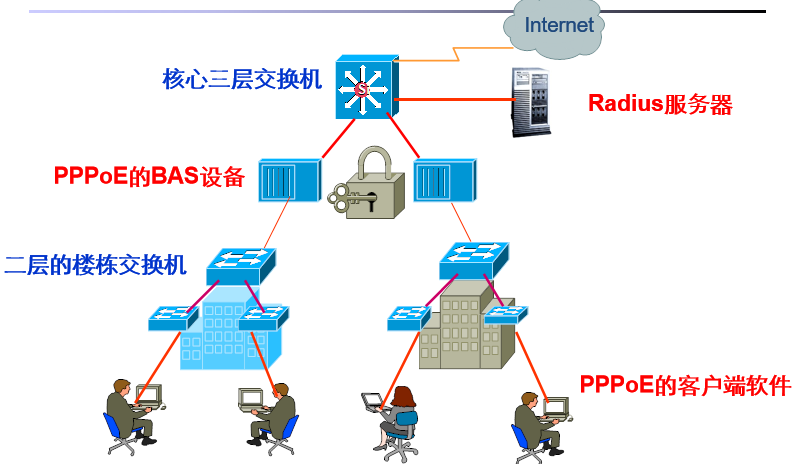 Internet
核心三层交换机
Radius服务器
PPPoE的BAS设备
二层的楼栋交换机
PPPoE的客户端软件